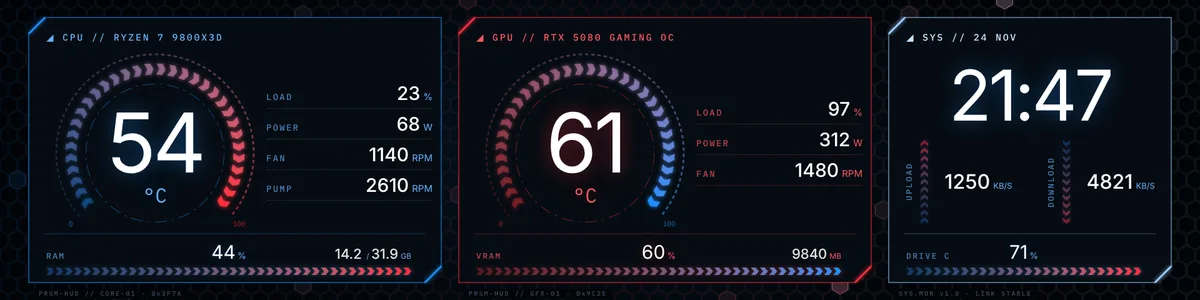 ◢ CPU // RYZEN 7 9800X3D
54
°C
0
100
LOAD 23 %
POWER 68 W
FAN 1140 RPM
PUMP 2610 RPM
RAM 44 % 14.2 / 31.9 GB
PRSM-HUD // CORE-01 · 0x3F7A
◢ GPU // RTX 5080 GAMING OC
61
°C
0
100
LOAD 97 %
POWER 312 W
FAN 1480 RPM
VRAM 60 % 9840 MB
PRSM-HUD // GFX-01 · 0x9C2E
◢ SYS // 24 NOV
21:47
UPLOAD 1250 KB/S
DOWNLOAD 4821 KB/S
DRIVE C 71 %
SYS.MON v1.0 · LINK STABLE